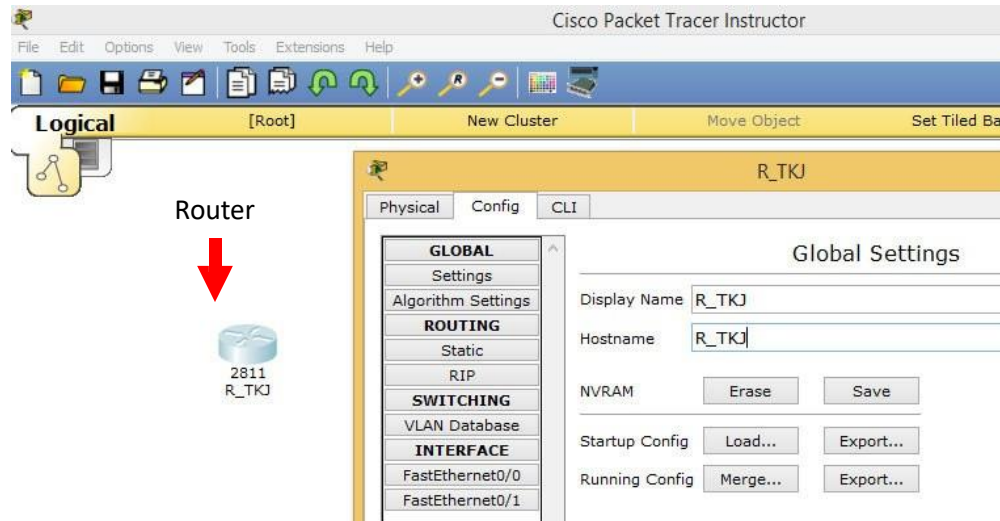 Cisco Packet Tracer Instructor
File Edit Options View Tools Extensions Help
Logical [Root] New Cluster Move Object Set Tiled Ba
R_TKJ
Physical Config CLI
Router
GLOBAL
Settings
Algorithm Settings
ROUTING
Static
RIP
SWITCHING
VLAN Database
INTERFACE
FastEthernet0/0
FastEthernet0/1
Global Settings
Display Name R_TKJ
Hostname R_TKJ
NVRAM Erase Save
Startup Config Load... Export...
Running Config Merge... Export...
2811
R_TKJ